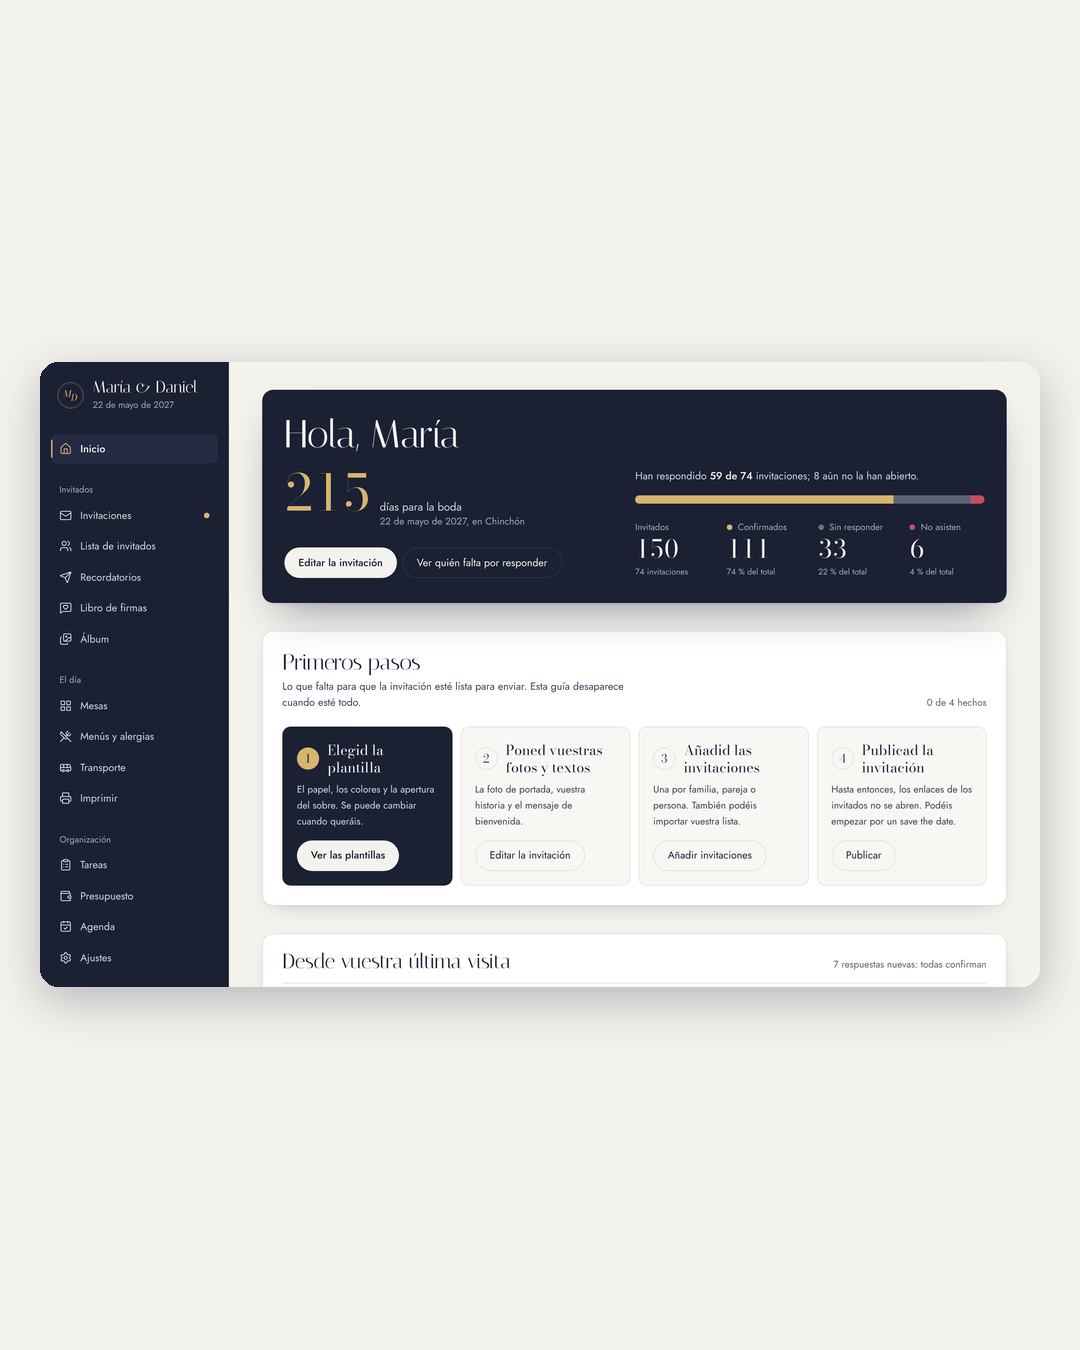 MD
María & Daniel
22 de mayo de 2027
Inicio
Invitados
Invitaciones
Lista de invitados
Recordatorios
Libro de firmas
Álbum
El día
Mesas
Menús y alergias
Transporte
Imprimir
Organización
Tareas
Presupuesto
Agenda
Ajustes
Hola, María
215
días para la boda
22 de mayo de 2027, en Chinchón
Editar la invitación
Ver quién falta por responder
Han respondido 59 de 74 invitaciones; 8 aún no la han abierto.
Invitados
150
74 invitaciones
Confirmados
111
74 % del total
Sin responder
33
22 % del total
No asisten
6
4 % del total
Primeros pasos
Lo que falta para que la invitación esté lista para enviar. Esta guía desaparece
cuando esté todo.
0 de 4 hechos
1
Elegid la
plantilla
El papel, los colores y la apertura
del sobre. Se puede cambiar
cuando queráis.
Ver las plantillas
2
Poned vuestras
fotos y textos
La foto de portada, vuestra
historia y el mensaje de
bienvenida.
Editar la invitación
3
Añadid las
invitaciones
Una por familia, pareja o
persona. También podéis
importar vuestra lista.
Añadir invitaciones
4
Publicad la
invitación
Hasta entonces, los enlaces de los
invitados no se abren. Podéis
empezar por un save the date.
Publicar
Desde vuestra última visita
7 respuestas nuevas: todas confirman